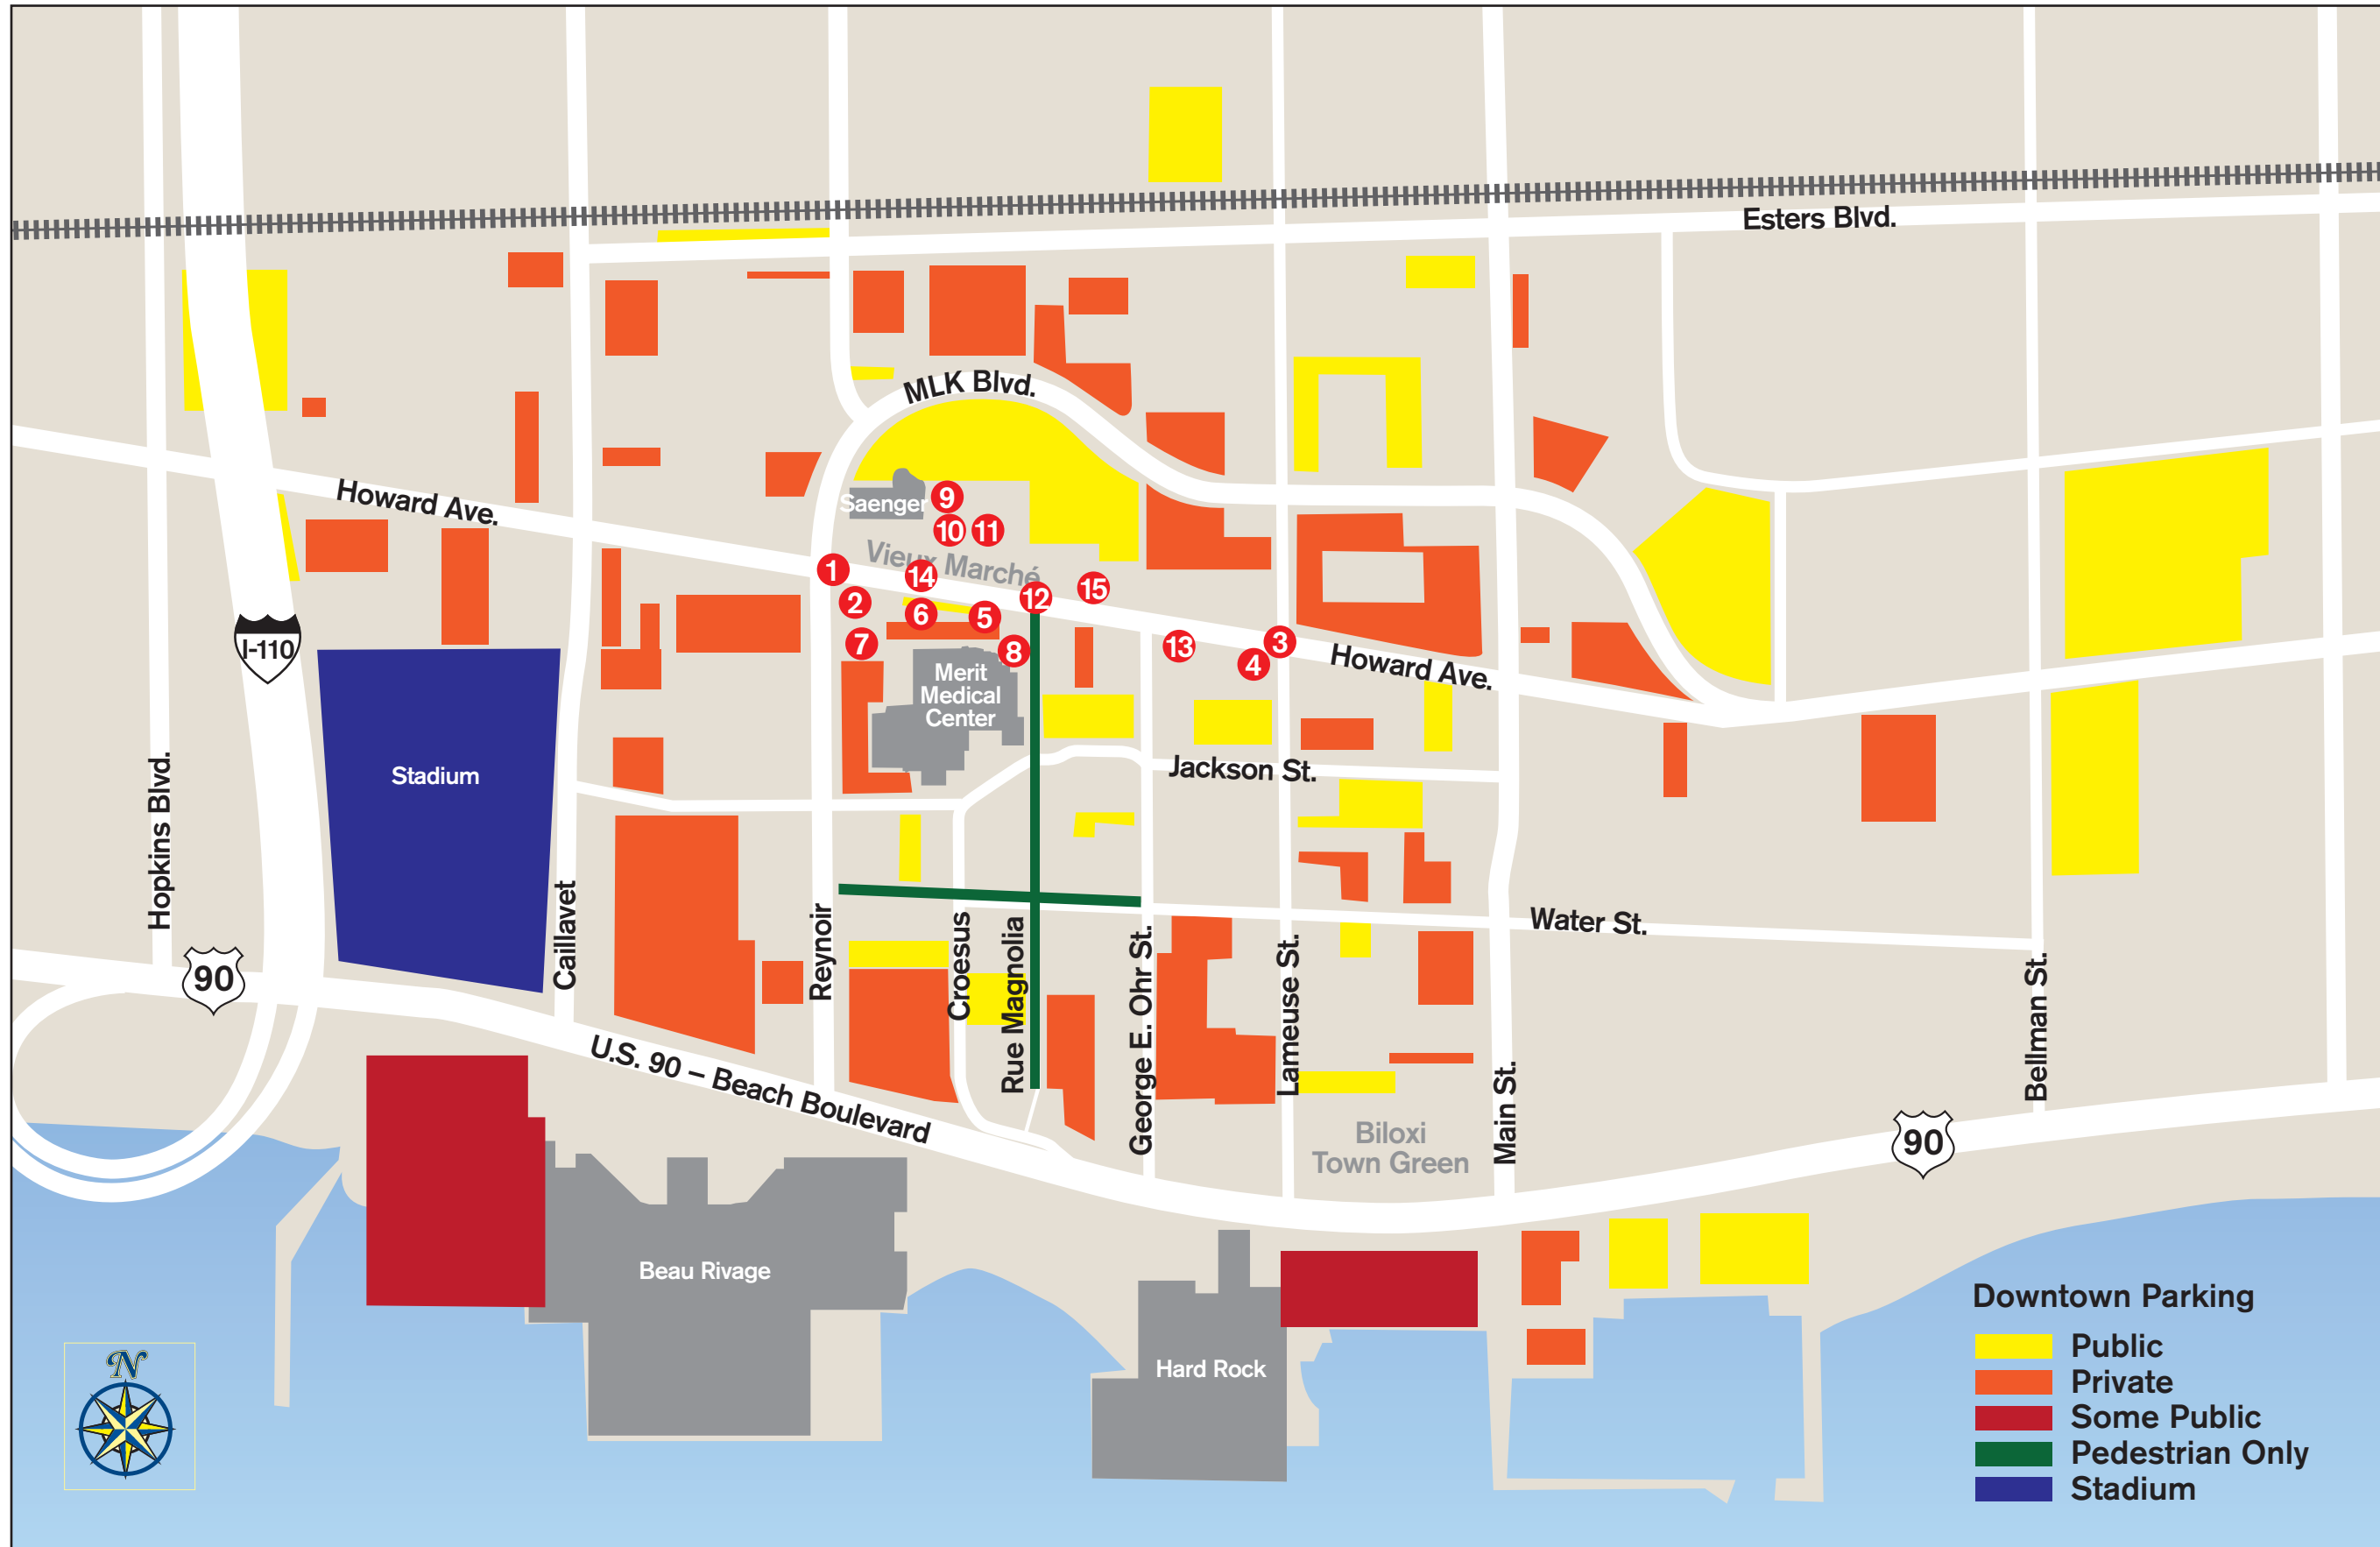 Esters Blvd.
MLK Blvd.
Howard Ave.
Saenger
9
10
11
Vieux Marché
1
14
12
15
2
6
5
7
8
13
3
4
Howard Ave.
I-110
Merit
Medical
Center
Stadium
Jackson St.
Hopkins Blvd.
Caillavet
Reynoir
Croesus
Rue Magnolia
George E. Ohr St.
Lameuse St.
Main St.
Water St.
Bellman St.
90
U.S. 90 – Beach Boulevard
Biloxi
Town Green
90
Beau Rivage
Hard Rock
N
Downtown Parking
Public
Private
Some Public
Pedestrian Only
Stadium